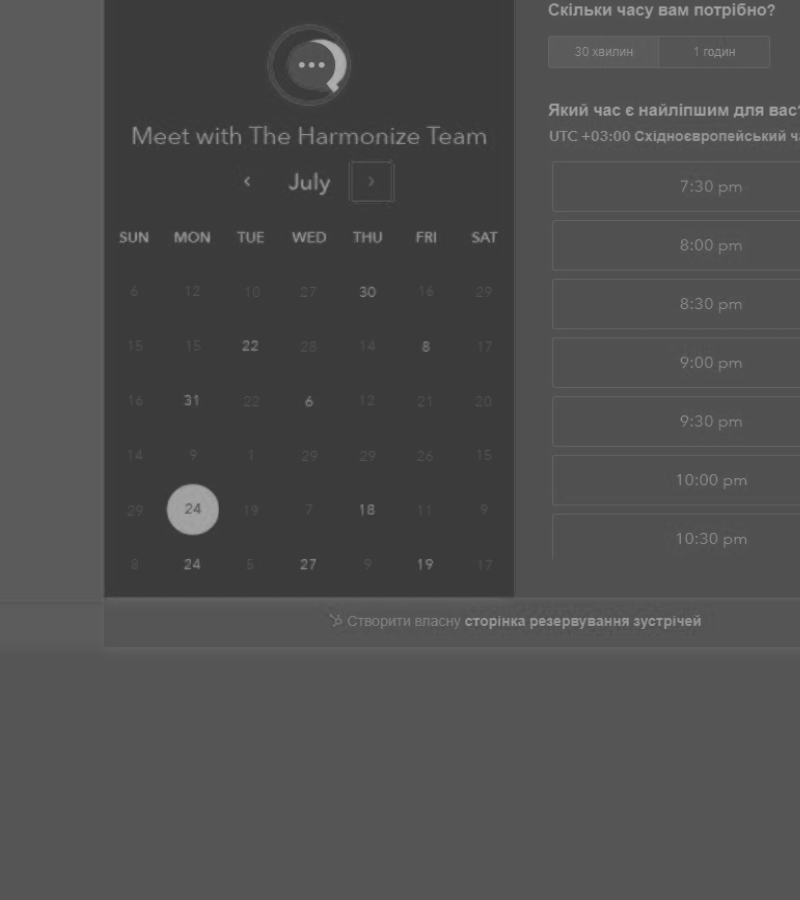 Meet with The Harmonize Team
July
SUN MON TUE WED THU FRI SAT
6 12 10 27 30 16 29
15 15 22 28 14 8 17
16 31 22 6 12 21 20
14 9 1 29 29 26 15
29 24 19 7 18 11 9
8 24 5 27 9 19 17
Скільки часу вам потрібно?
30 хвилин 1 годин
Який час є найліпшим для вас?
UTC +03:00 Східноєвропейський
7:30 pm
8:00 pm
8:30 pm
9:00 pm
9:30 pm
10:00 pm
10:30 pm
Створити власну сторінка резервування зустрічей